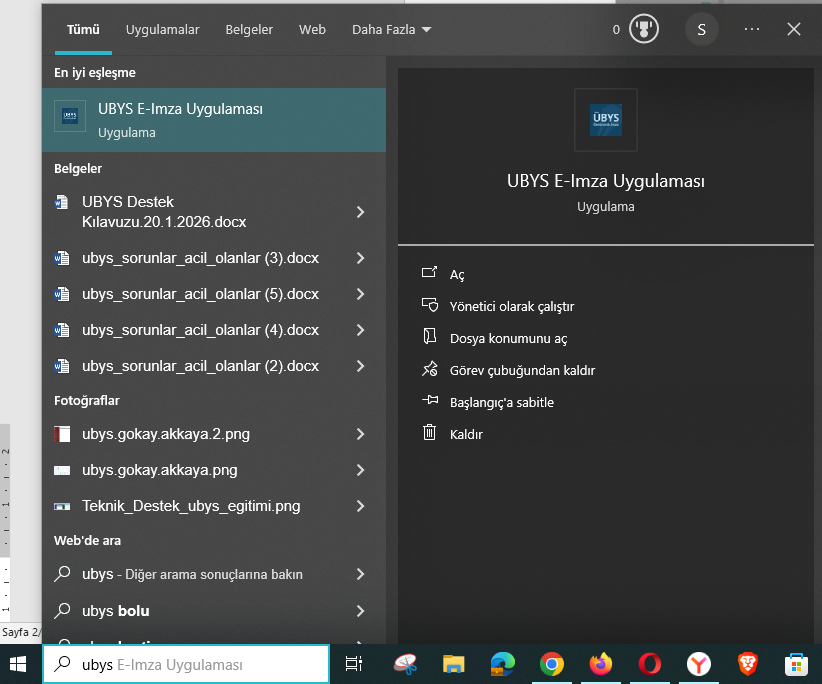 Tümü Uygulamalar Belgeler Web Daha Fazla 0 S
En iyi eşleşme
UBYS E-Imza Uygulaması
Uygulama
Belgeler
UBYS Destek
Kılavuzu.20.1.2026.docx
ubys_sorunlar_acil_olanlar (3).docx
ubys_sorunlar_acil_olanlar (5).docx
ubys_sorunlar_acil_olanlar (4).docx
ubys_sorunlar_acil_olanlar (2).docx
Fotoğraflar
ubys.gokay.akkaya.2.png
ubys.gokay.akkaya.png
Teknik_Destek_ubys_egitimi.png
Web'de ara
ubys - Diğer arama sonuçlarına bakın
ubys bolu
ÜBYS
UBYS E-Imza Uygulaması
Uygulama
Aç
Yönetici olarak çalıştır
Dosya konumunu aç
Görev çubuğundan kaldır
Başlangıç'a sabitle
Kaldır
Sayfa 2/
ubys E-Imza Uygulaması